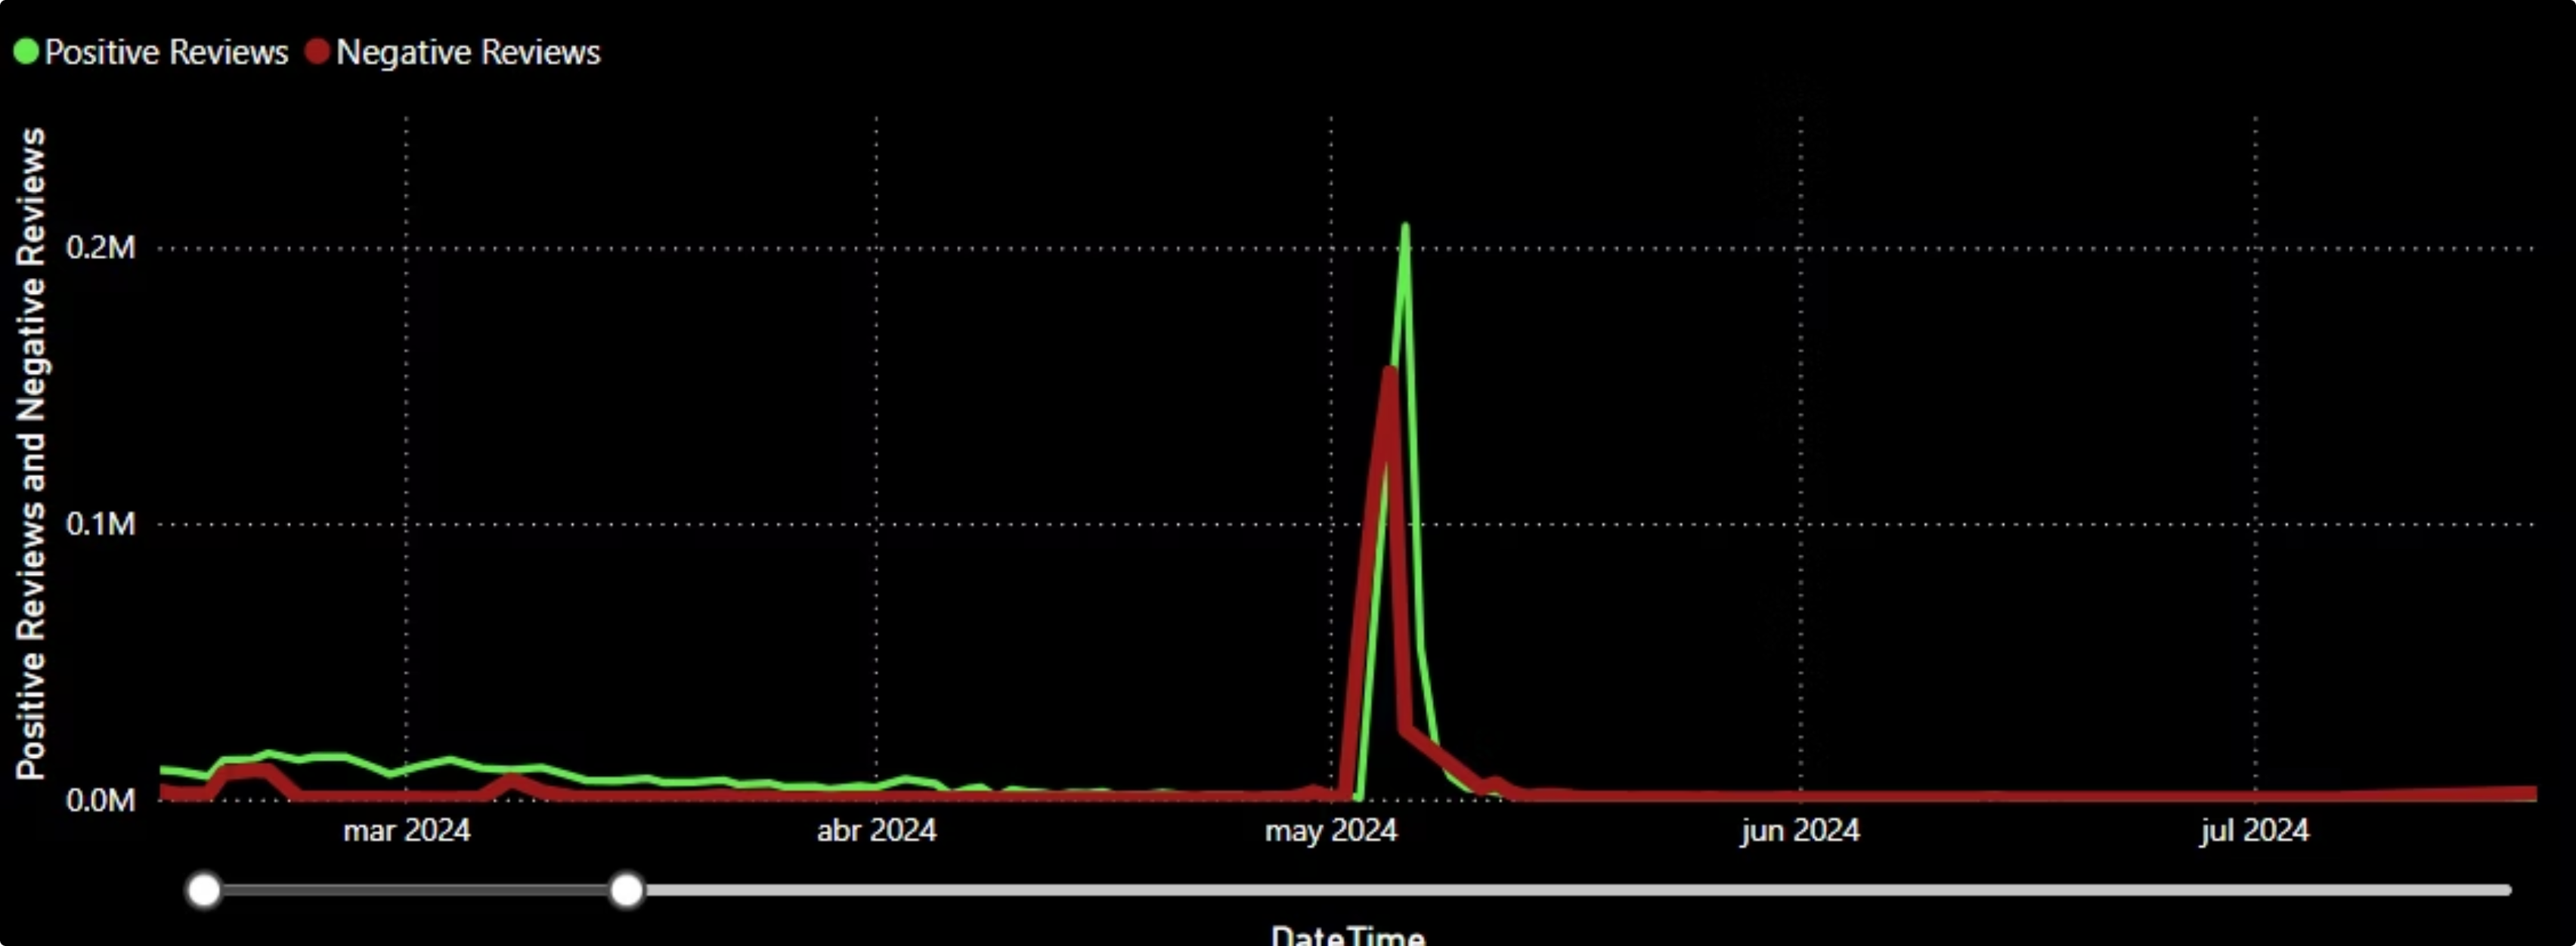 Positive Reviews Negative Reviews
Positive Reviews and Negative Reviews
0.2M
0.1M
0.0M
mar 2024 abr 2024 may 2024 jun 2024 jul 2024
DateTime